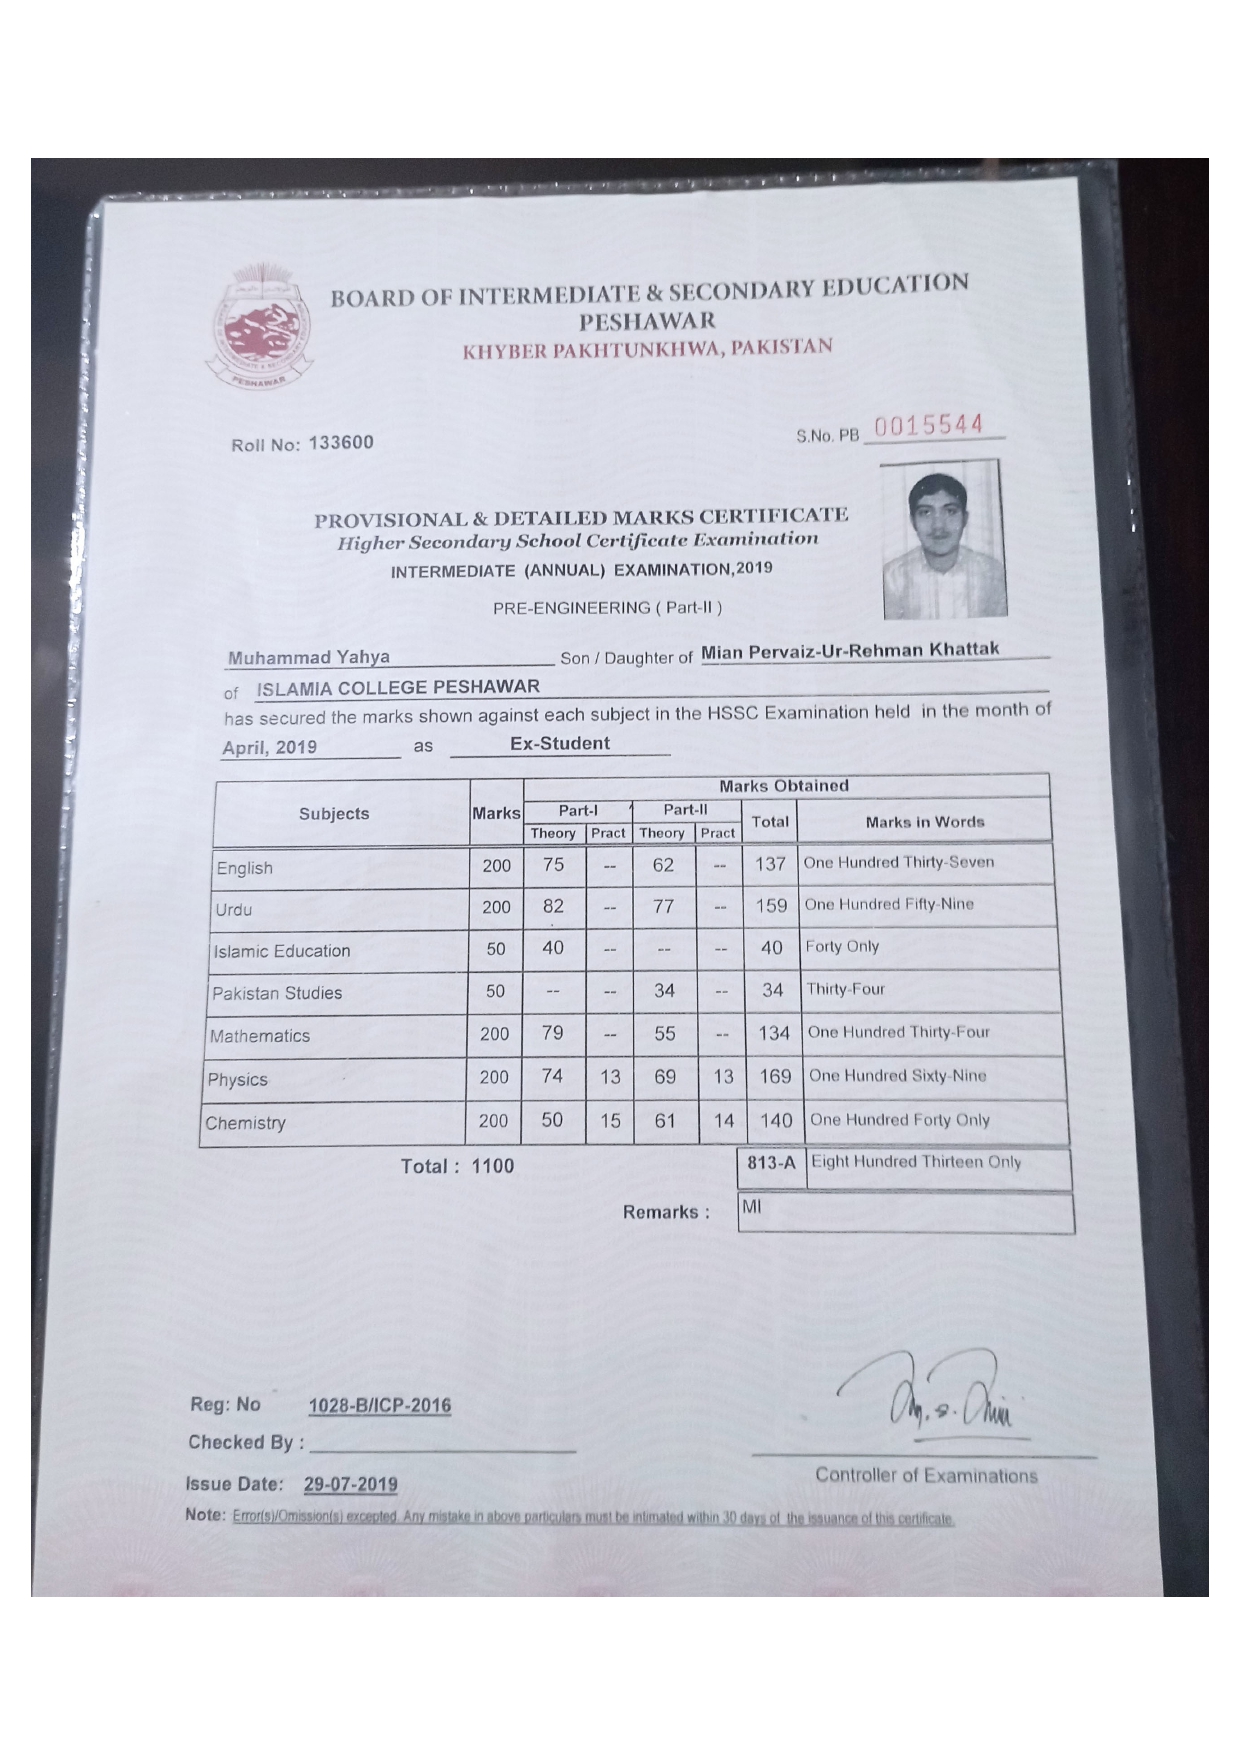 BOARD OF INTERMEDIATE & SECONDARY EDUCATION
PESHAWAR
KHYBER PAKHTUNKHWA, PAKISTAN
PESHAWAR
Roll No: 133600
S.No. PB 0015544
PROVISIONAL & DETAILED MARKS CERTIFICATE
Higher Secondary School Certificate Examination
INTERMEDIATE (ANNUAL) EXAMINATION,2019
PRE-ENGINEERING ( Part-II )
Muhammad Yahya Son / Daughter of Mian Pervaiz-Ur-Rehman Khattak
of ISLAMIA COLLEGE PESHAWAR
has secured the marks shown against each subject in the HSSC Examination held in the month of
April, 2019 as Ex-Student
Marks Obtained
Subjects Marks Part-I Part-II Total Marks in Words
Theory Pract Theory Pract
English 200 75 -- 62 -- 137 One Hundred Thirty-Seven
Urdu 200 82 -- 77 -- 159 One Hundred Fifty-Nine
Islamic Education 50 40 -- -- -- 40 Forty Only
Pakistan Studies 50 -- -- 34 -- 34 Thirty-Four
Mathematics 200 79 -- 55 -- 134 One Hundred Thirty-Four
Physics 200 74 13 69 13 169 One Hundred Sixty-Nine
Chemistry 200 50 15 61 14 140 One Hundred Forty Only
Total : 1100 813-A Eight Hundred Thirteen Only
Remarks : MI
Reg: No 1028-B/ICP-2016
Checked By :
Controller of Examinations
Issue Date: 29-07-2019
Note: Error(s)/Omission(s) excepted. Any mistake in above particulars must be intimated within 30 days of the issuance of this certificate.